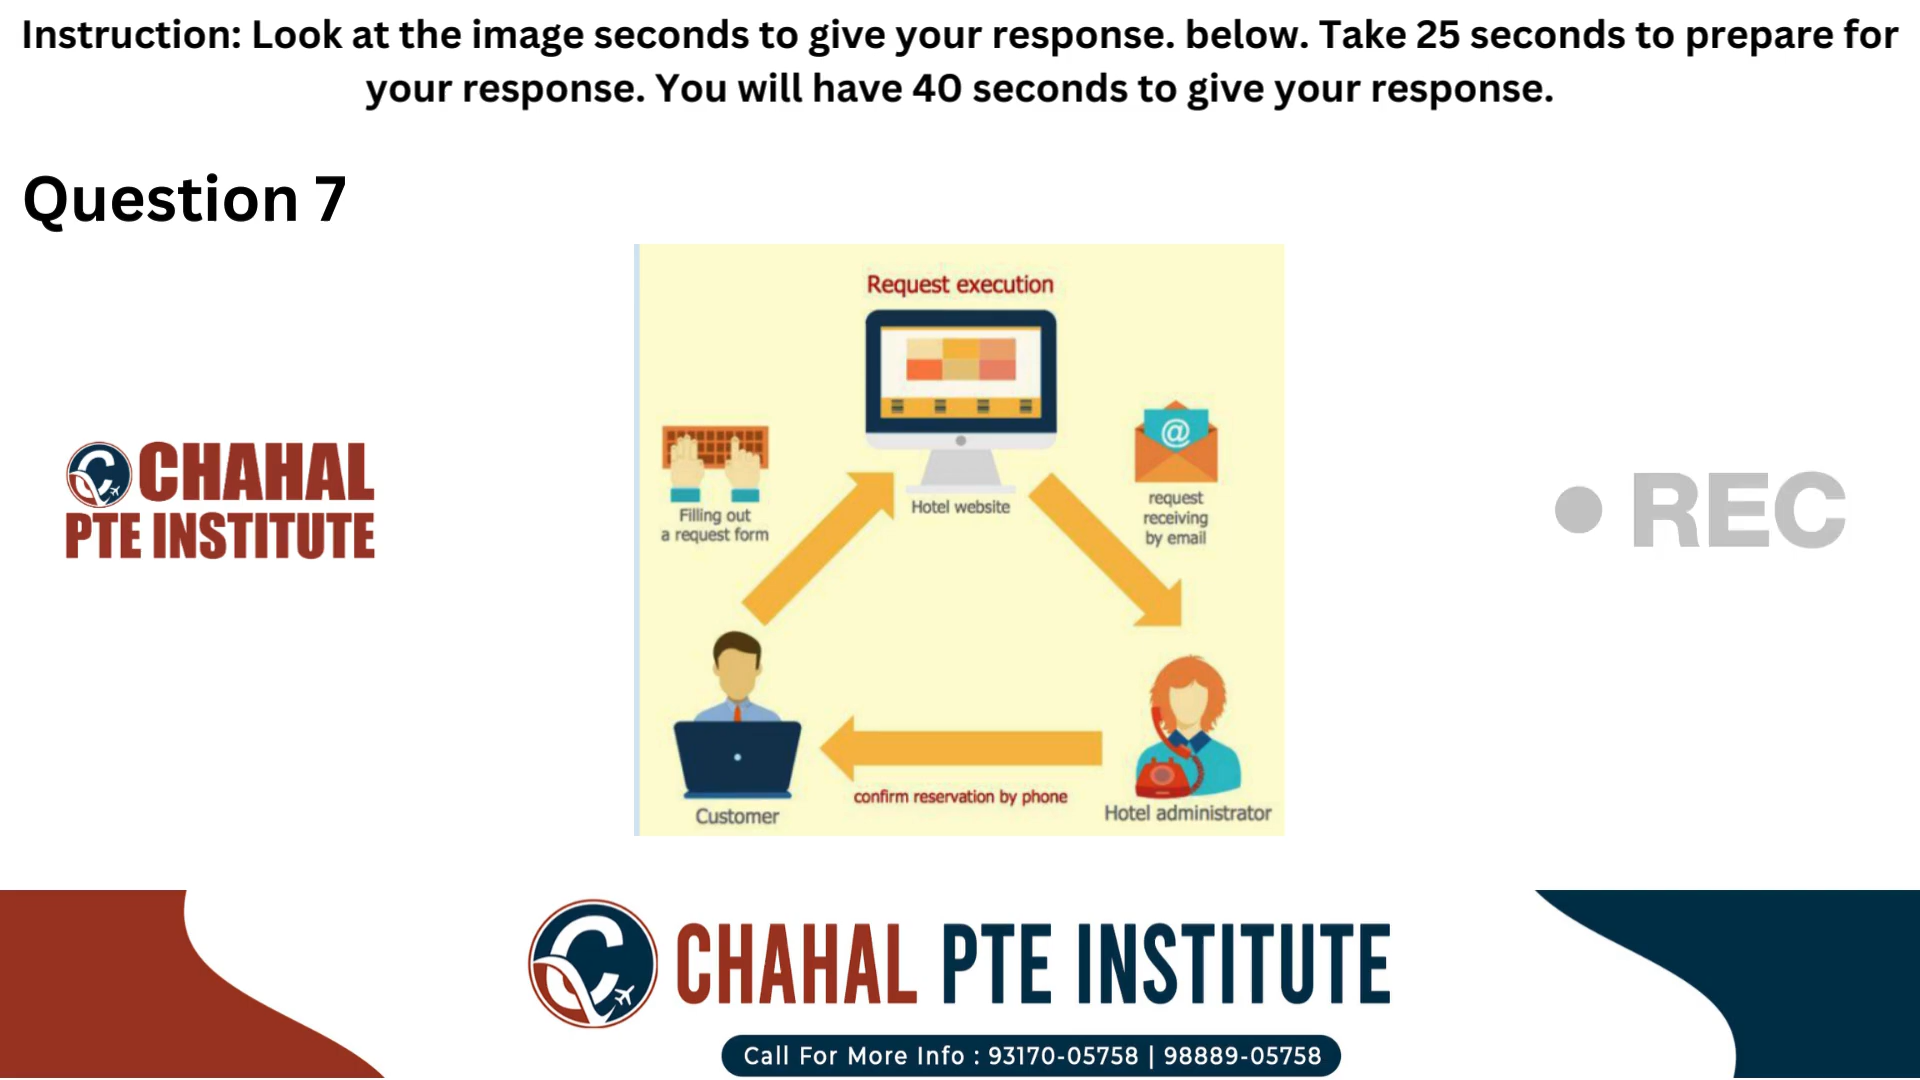 Instruction: Look at the image seconds to give your response. below. Take 25 seconds to prepare for
your response. You will have 40 seconds to give your response.
Question 7
Request execution
@
Filling out
a request form
Hotel website
request
receiving
by email
CHAHAL
PTE INSTITUTE
REC
confirm reservation by phone
Customer
Hotel administrator
CHAHAL PTE INSTITUTE
Call For More Info : 93170-05758 | 98889-05758